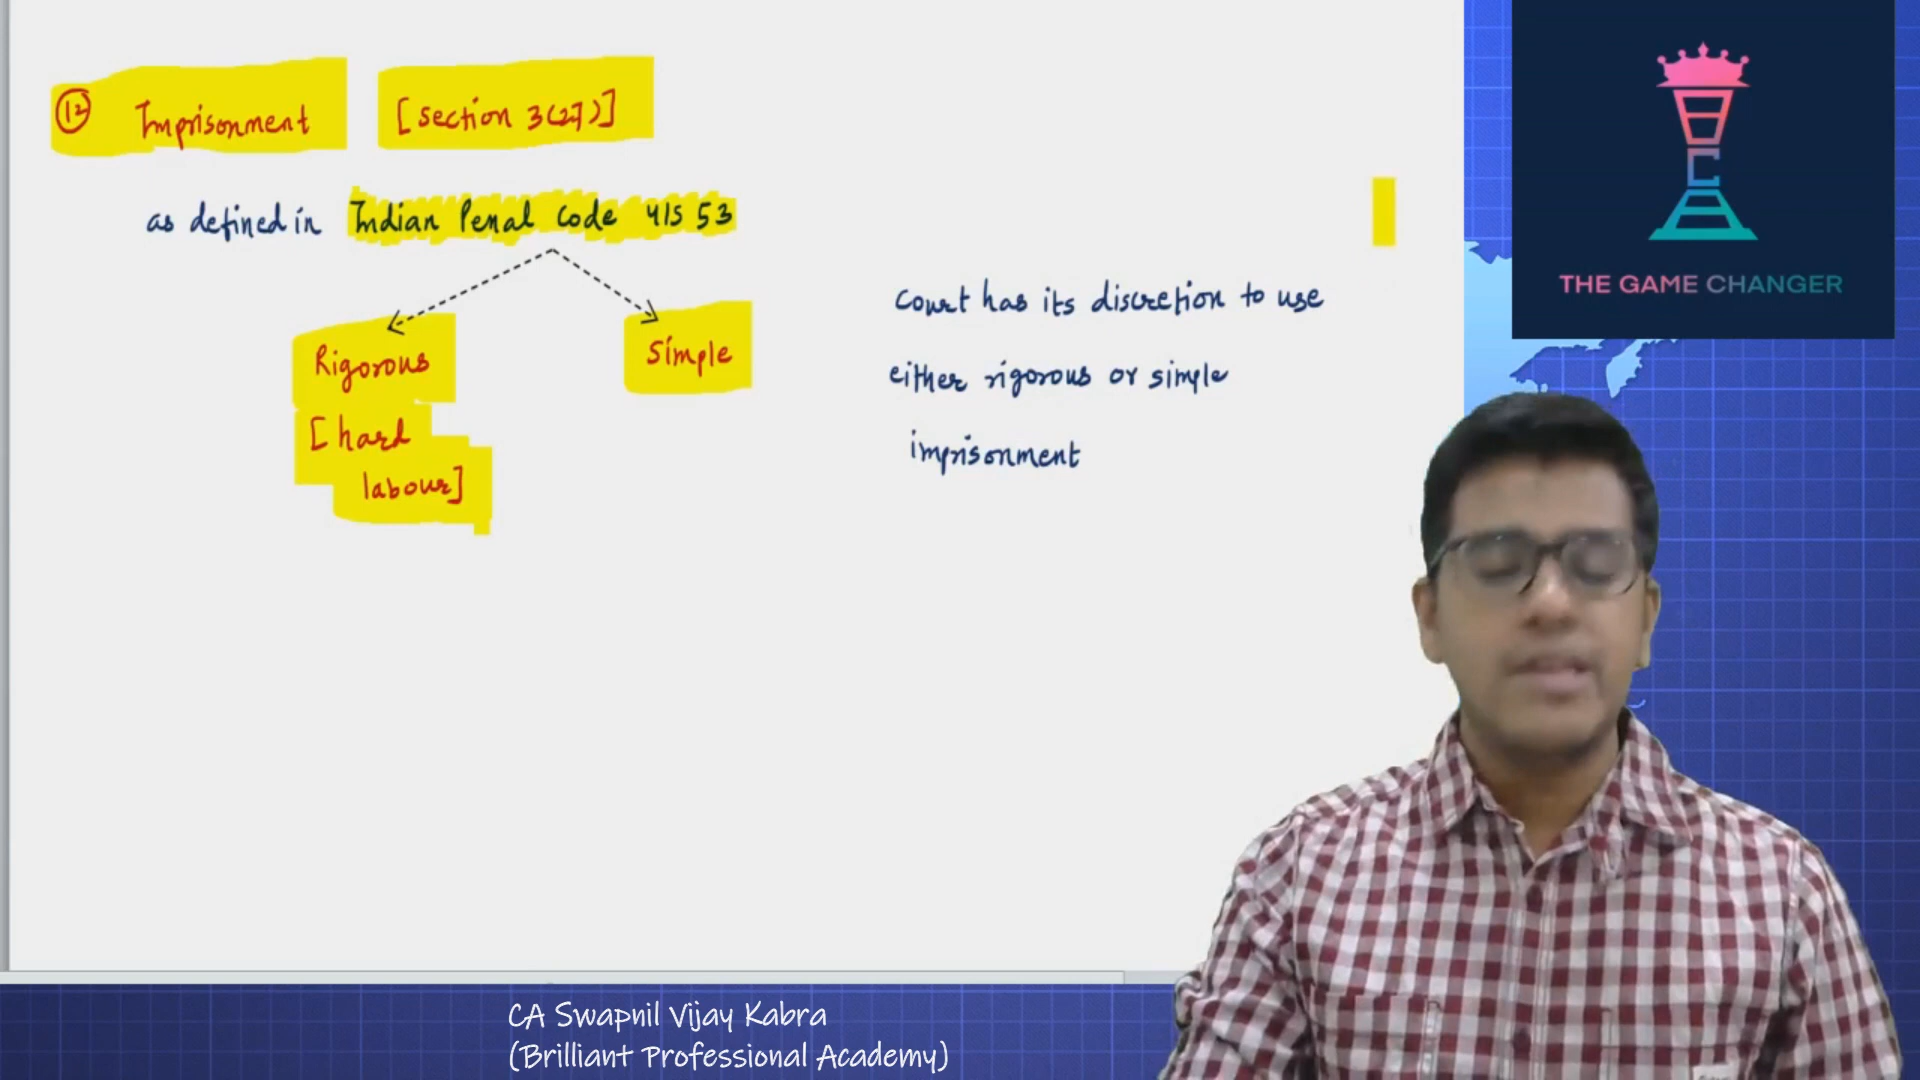 12 Imprisonment [section 3(27)]
as defined in Indian Penal Code u/s 53
Rigorous
[hard
labour]
Simple
Court has its discretion to use
either rigorous or simple
imprisonment
THE GAME CHANGER
CA Swapnil Vijay Kabra
(Brilliant Professional Academy)